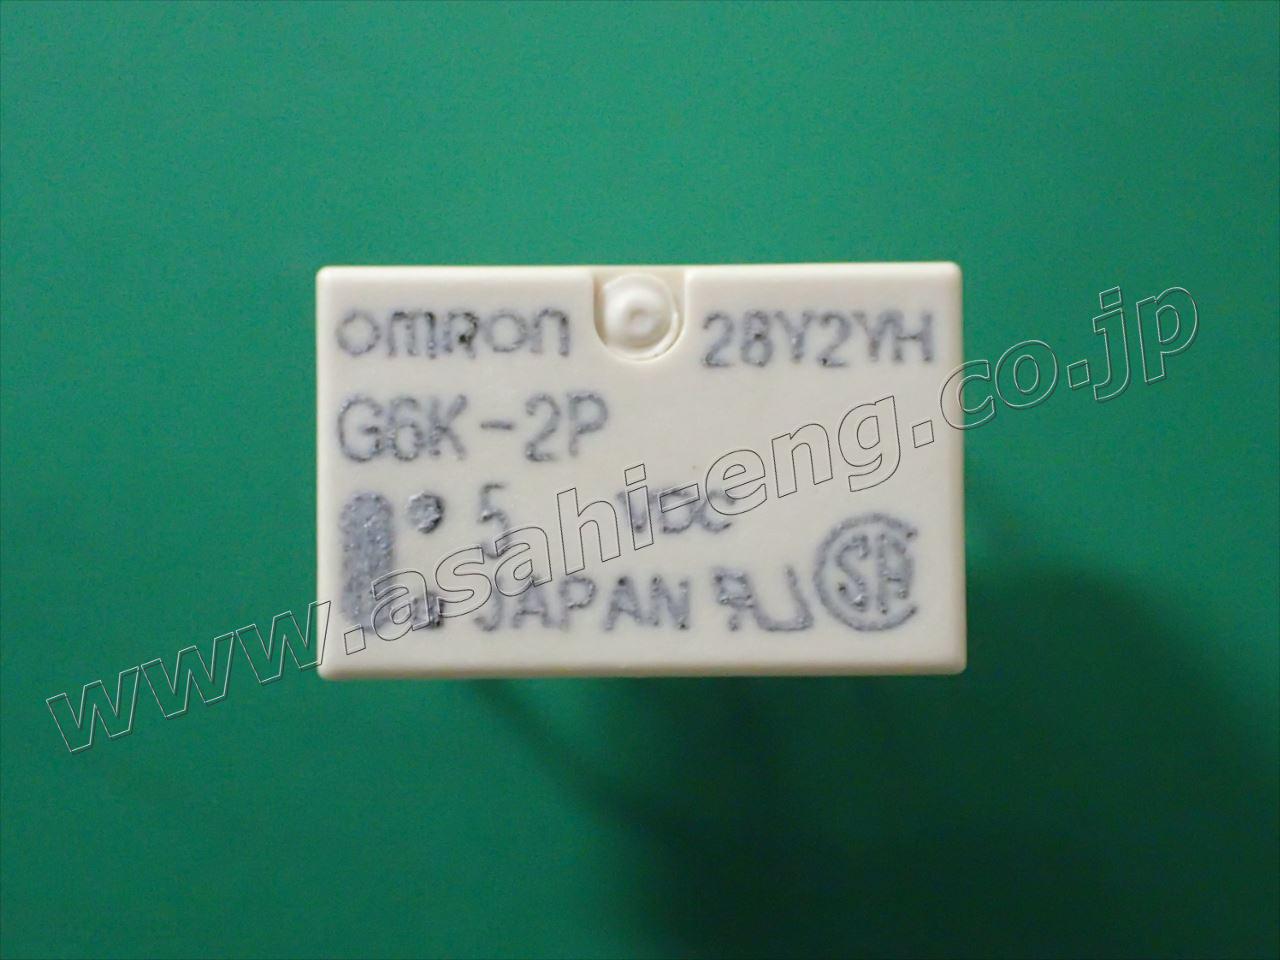 omron 28Y2YH
G6K-2P
5 VDC
JAPAN
www.asahi-eng.co.jp